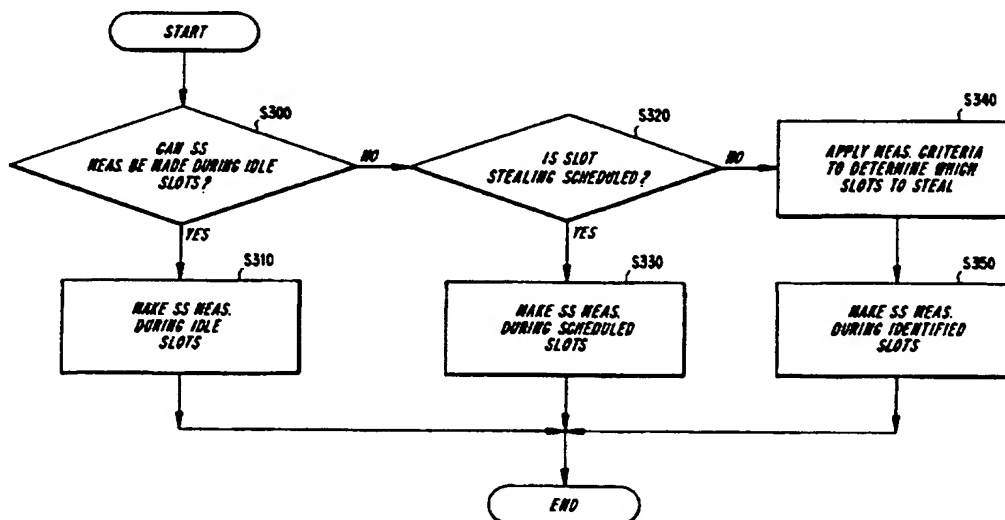 START
S300
CAN SS
MEAS. BE MADE DURING IDLE
SLOTS?
NO
YES
S320
IS SLOT
STEALING SCHEDULED?
NO
YES
S340
APPLY MEAS. CRITERIA
TO DETERMINE WHICH
SLOTS TO STEAL
S310
MAKE SS MEAS.
DURING IDLE
SLOTS
S330
MAKE SS MEAS.
DURING SCHEDULED
SLOTS
S350
MAKE SS MEAS.
DURING IDENTIFIED
SLOTS
END